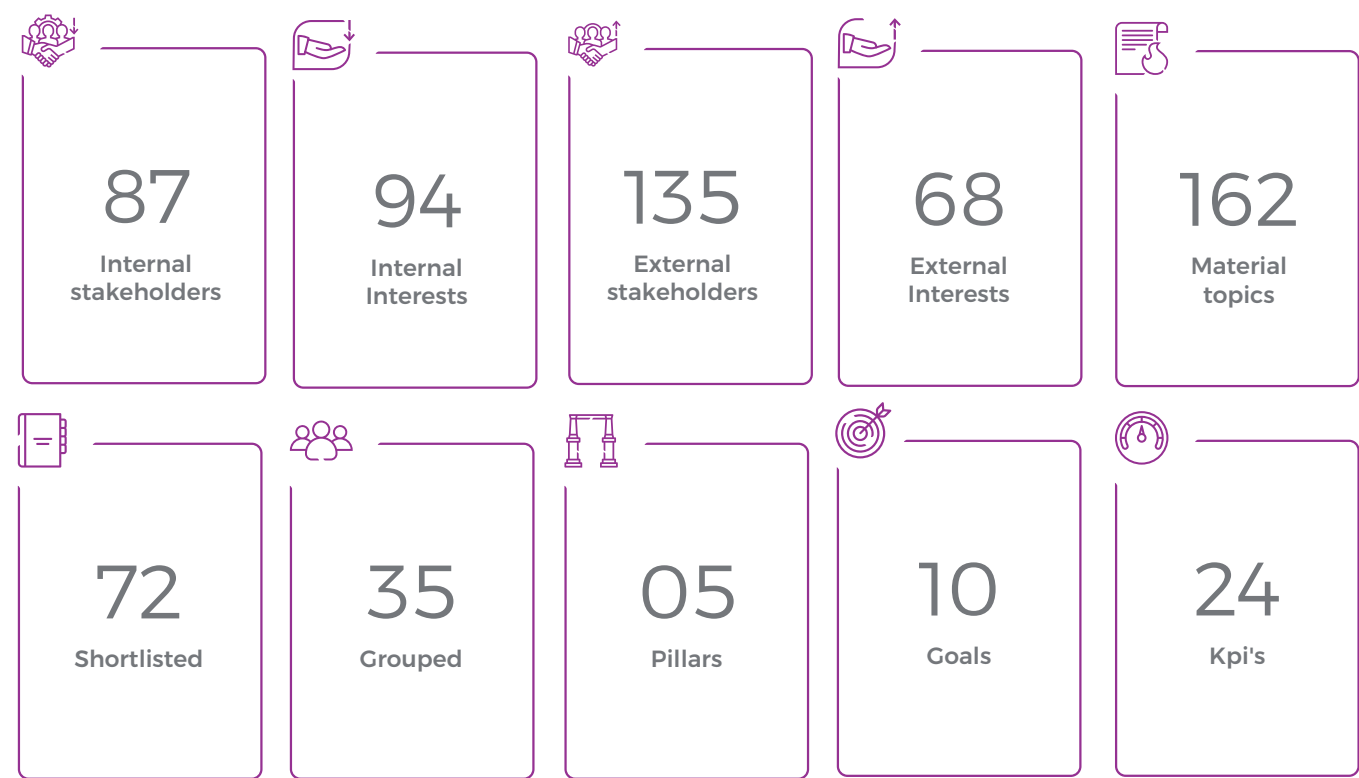 87
Internal
stakeholders
94
Internal
Interests
135
External
stakeholders
68
External
Interests
162
Material
topics
72
Shortlisted
35
Grouped
05
Pillars
10
Goals
24
Kpi's